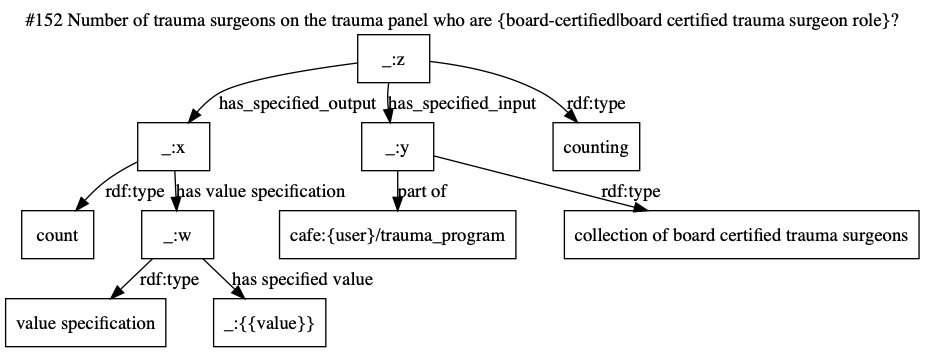 #152 Number of trauma surgeons on the trauma panel who are {board-certified|board certified trauma surgeon role}?
_:z
has_specified_output has_specified_input rdf:type
_:x _:y counting
rdf:type has value specification part of rdf:type
count _:w cafe:{user}/trauma_program collection of board certified trauma surgeons
rdf:type has specified value
value specification _:{{value}}